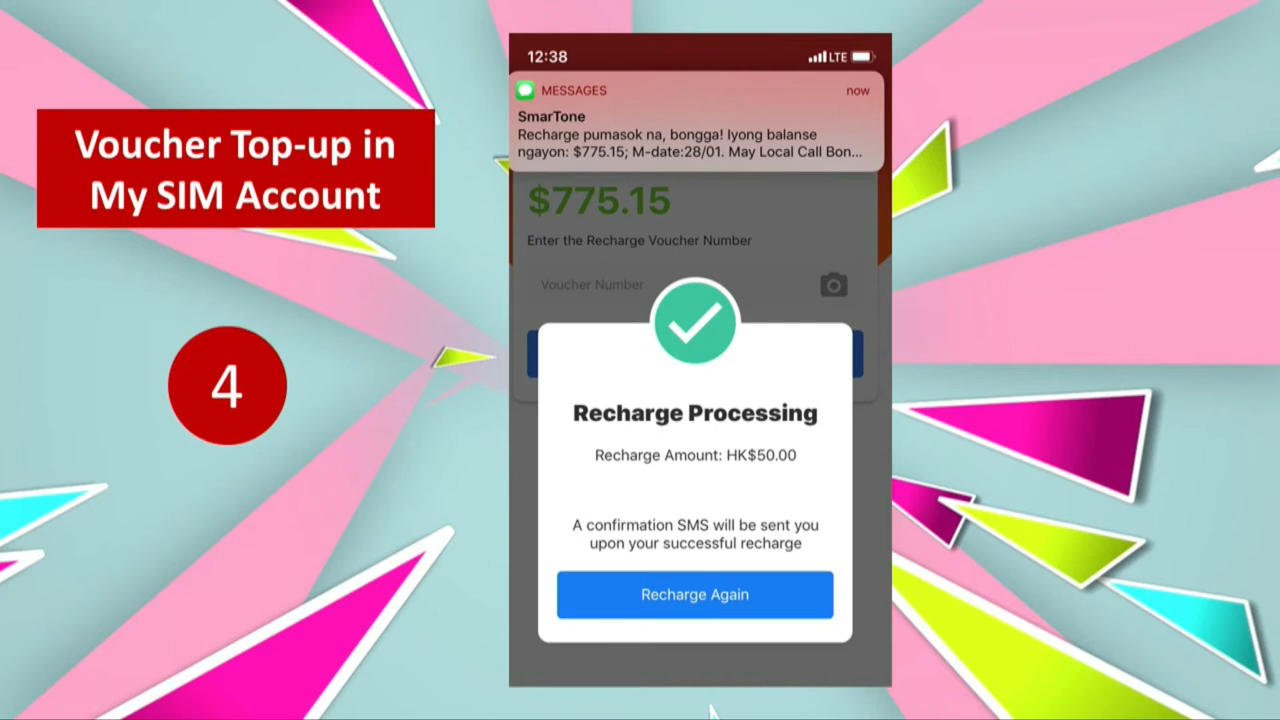 Voucher Top-up in
My SIM Account
4
12:38
LTE
MESSAGES
now
SmarTone
Recharge pumasok na, bongga! Iyong balanse
ngayon: $775.15; M-date:28/01. May Local Call Bon...
$775.15
Enter the Recharge Voucher Number
Voucher Number
Recharge Processing
Recharge Amount: HK$50.00
A confirmation SMS will be sent you
upon your successful recharge
Recharge Again